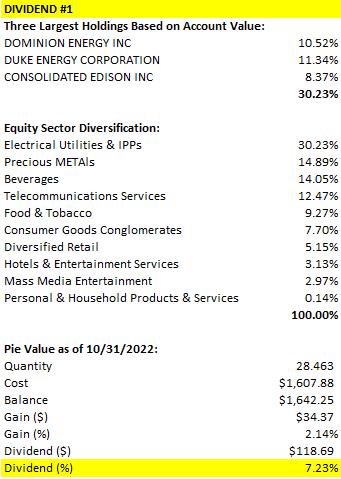 DIVIDEND #1
Three Largest Holdings Based on Account Value:
DOMINION ENERGY INC 10.52%
DUKE ENERGY CORPORATION 11.34%
CONSOLIDATED EDISON INC 8.37%
30.23%
Equity Sector Diversification:
Electrical Utilities & IPPs 30.23%
Precious METAls 14.89%
Beverages 14.05%
Telecommunications Services 12.47%
Food & Tobacco 9.27%
Consumer Goods Conglomerates 7.70%
Diversified Retail 5.15%
Hotels & Entertainment Services 3.13%
Mass Media Entertainment 2.97%
Personal & Household Products & Services 0.14%
100.00%
Pie Value as of 10/31/2022:
Quantity 28.463
Cost $1,607.88
Balance $1,642.25
Gain ($) $34.37
Gain (%) 2.14%
Dividend ($) $118.69
Dividend (%) 7.23%